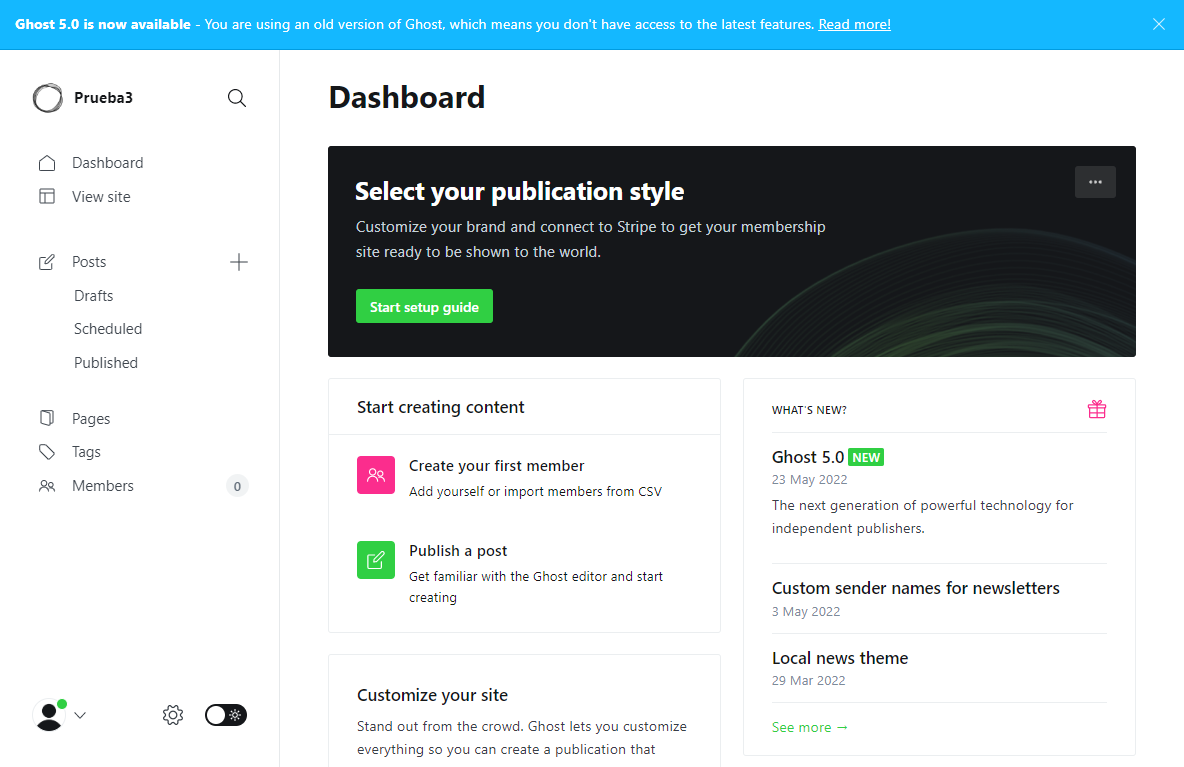 Ghost 5.0 is now available - You are using an old version of Ghost, which means you don't have access to the latest features. Read more!
Prueba3
Dashboard
View site
Posts
Drafts
Scheduled
Published
Pages
Tags
Members 0
Dashboard
Select your publication style
Customize your brand and connect to Stripe to get your membership
site ready to be shown to the world.
Start setup guide
Start creating content
Create your first member
Add yourself or import members from CSV
Publish a post
Get familiar with the Ghost editor and start
creating
Customize your site
Stand out from the crowd. Ghost lets you customize
everything so you can create a publication that
WHAT'S NEW?
Ghost 5.0 NEW
23 May 2022
The next generation of powerful technology for
independent publishers.
Custom sender names for newsletters
3 May 2022
Local news theme
29 Mar 2022
See more →